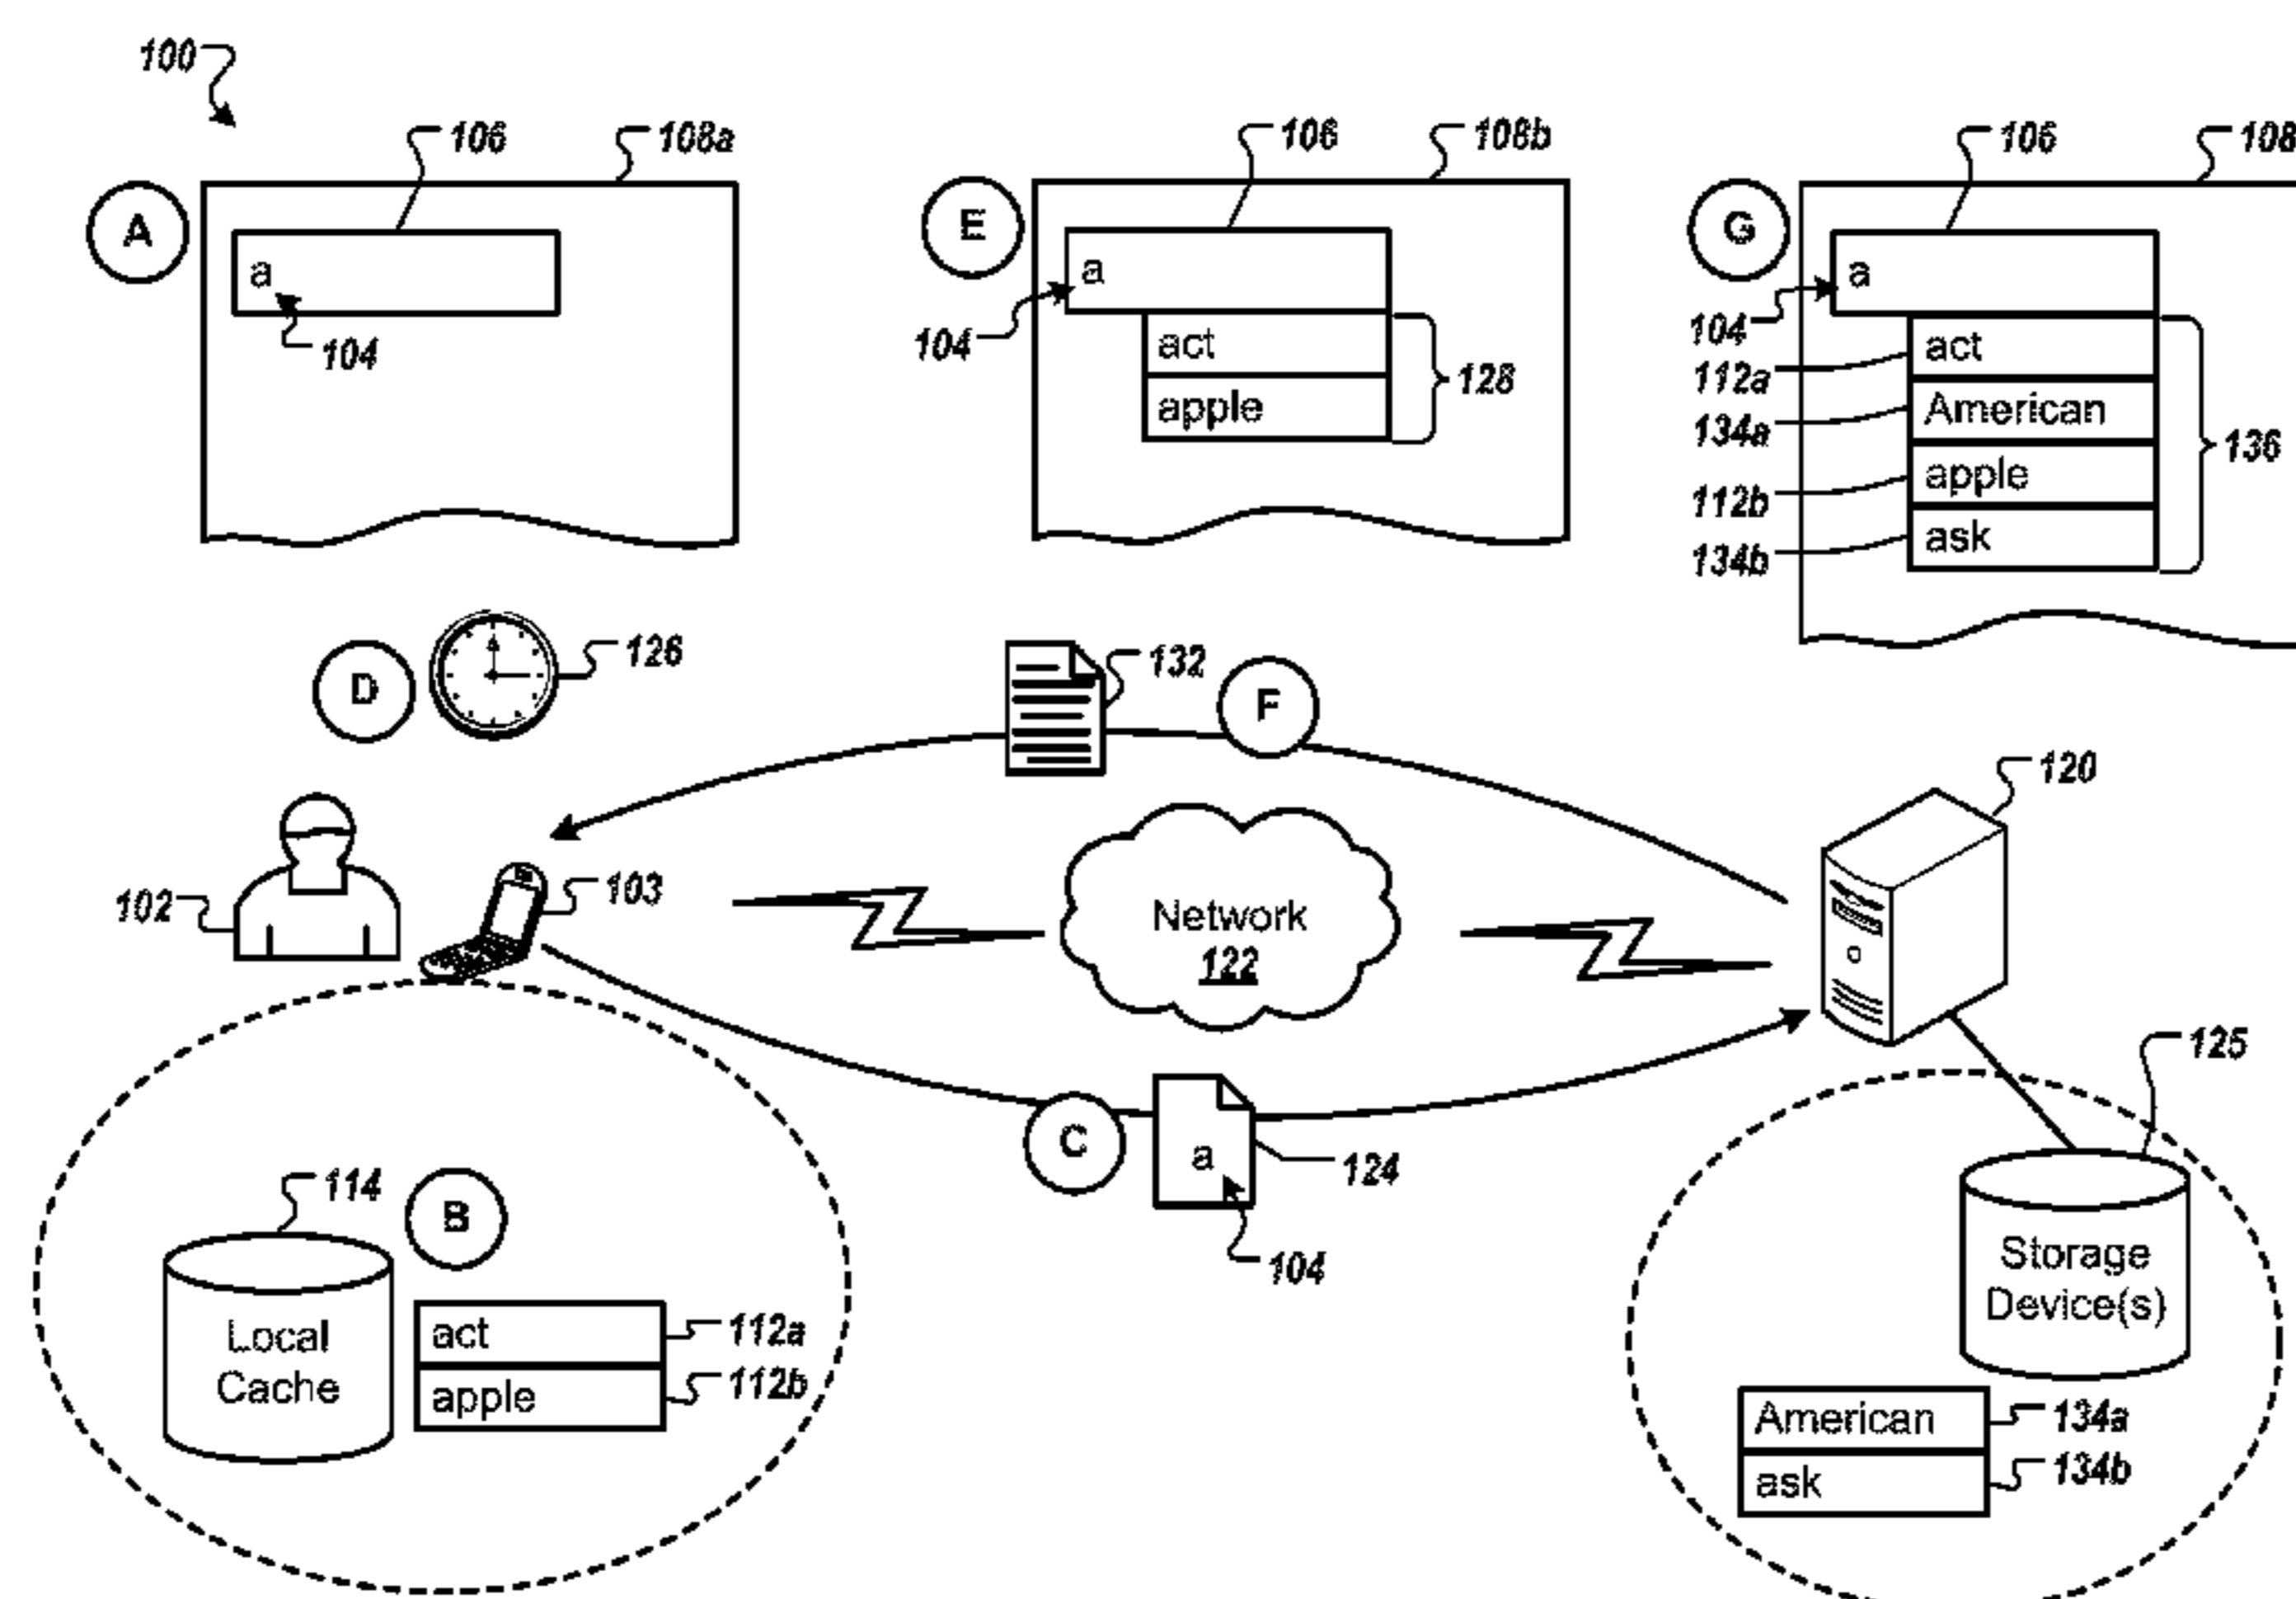 100
106
108a
106
108b
106
108
A
E
G
a
a
a
104
104
104
act
act
112a
128
apple
American
134a
136
apple
112b
ask
134b
D
126
132
F
120
102
103
Network
122
125
C
a
124
104
114
B
Local
Cache
act
112a
apple
112b
Storage
Device(s)
American
134a
ask
134b